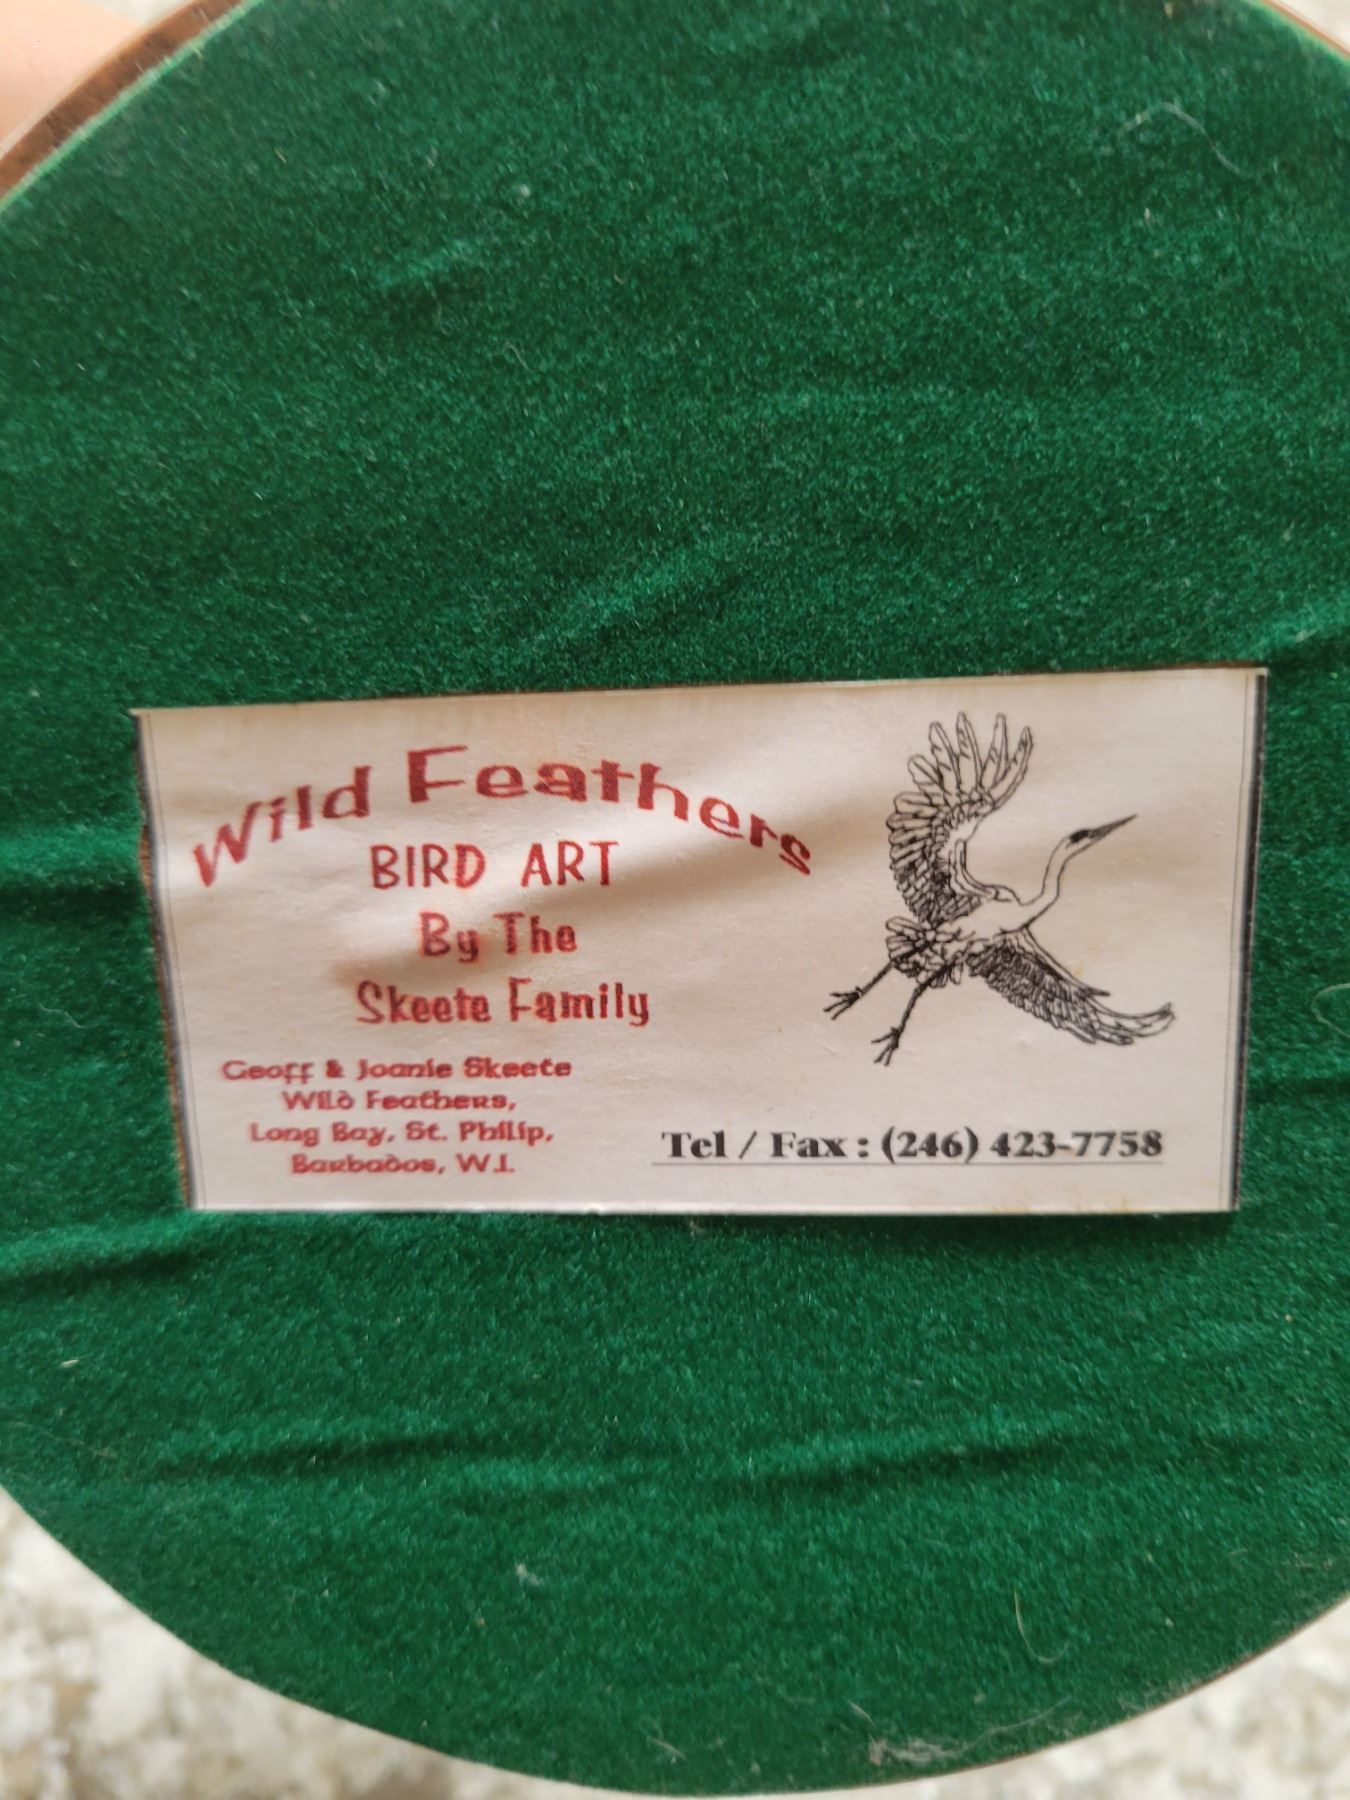 Wild Feathers
BIRD ART
By The
Skeete Family
Geoff & Joanie Skeete
Wild Feathers,
Long Bay, St. Philip,
Barbados, W.I.
Tel / Fax : (246) 423-7758